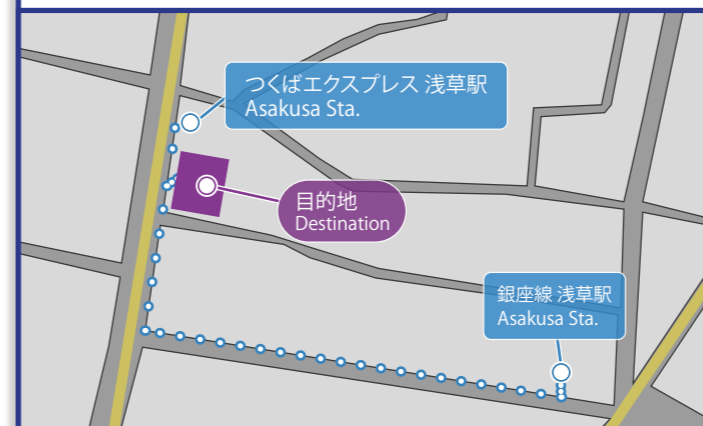 つくばエクスプレス 浅草駅
Asakusa Sta.
目的地
Destination
銀座線 浅草駅
Asakusa Sta.